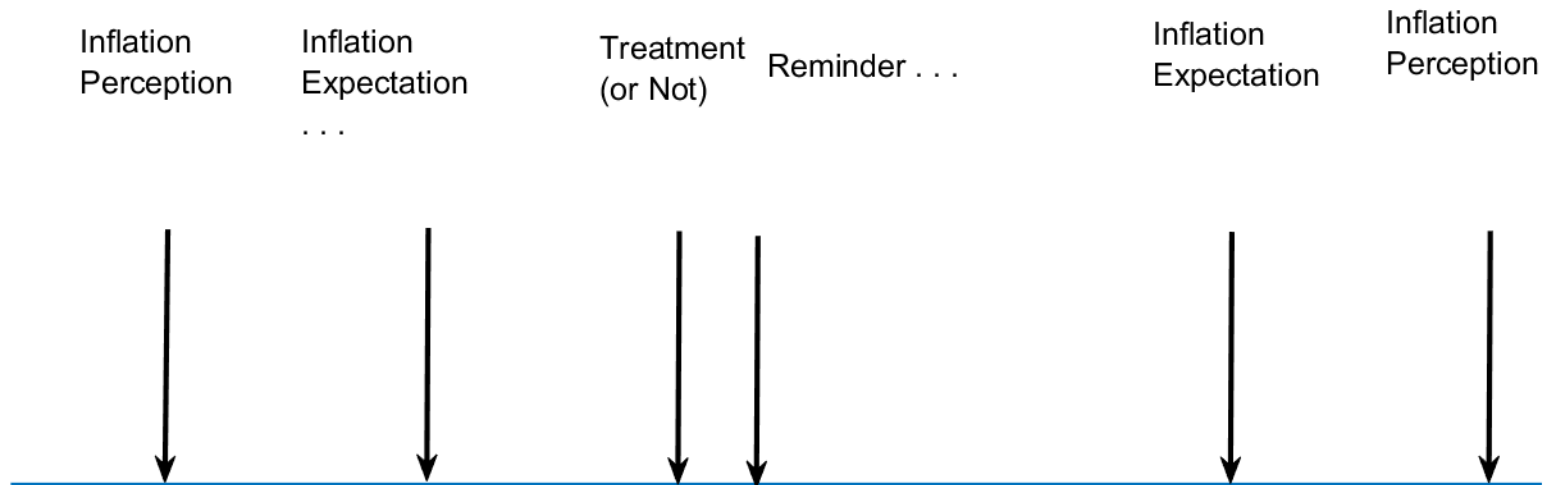 Inflation
Perception
Inflation
Expectation
. . .
Treatment
(or Not)
Reminder . . .
Inflation
Expectation
Inflation
Perception